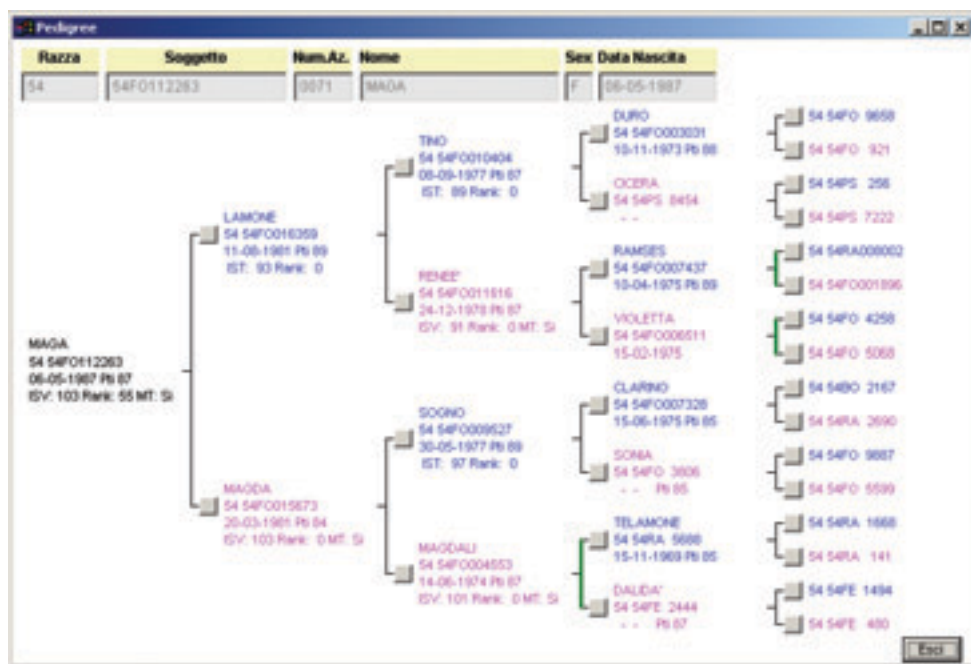 Pedigree
Razza Soggetto Num.Az. Nome Sex Data Nascita
54 54FO112263 0071 MAGA F 06-05-1987
MAGA
54 54FO112263
06-05-1987 Pti 87
ISV: 103 Rank: 55 MT: Si
LAMONE
54 54FO016359
11-08-1981 Pti 89
IST: 93 Rank: 0
MAGDA
54 54FO015673
20-03-1981 Pti 84
ISV: 103 Rank: 0 MT: Si
TINO
54 54FO010404
08-09-1977 Pti 87
IST: 89 Rank: 0
RENEE'
54 54FO011616
24-12-1978 Pti 87
ISV: 91 Rank: 0 MT: Si
SOGNO
54 54FO009527
30-05-1977 Pti 89
IST: 97 Rank: 0
MAGDALI
54 54FO004553
14-06-1974 Pti 87
ISV: 101 Rank: 0 MT: Si
DURO
54 54FO003031
10-11-1973 Pti 88
CICERA
54 54PS 8454
- -
RAMSES
54 54FO007437
10-04-1975 Pti 89
VIOLETTA
54 54FO006511
15-02-1975
CLARINO
54 54FO007328
15-06-1975 Pti 85
SONIA
54 54FO 3806
- - Pti 85
TELAMONE
54 54RA 5688
15-11-1969 Pti 85
DALIDA'
54 54FE 2444
- - Pti 87
54 54FO 9658
54 54FO 921
54 54PS 256
54 54PS 7222
54 54RA008002
54 54FO001896
54 54FO 4258
54 54FO 5068
54 54BO 2167
54 54RA 2690
54 54FO 9887
54 54FO 5599
54 54RA 1668
54 54RA 141
54 54FE 1494
54 54FE 480
Esci